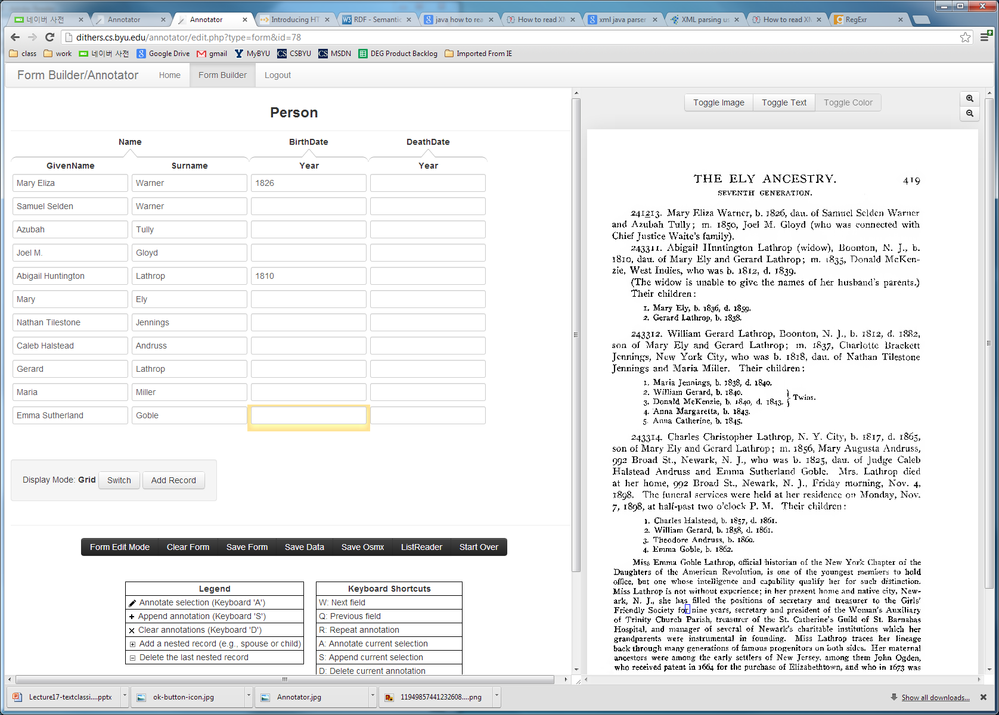 네이버 사전
Annotator
Annotator
Introducing HT
RDF - Semantic
java how to rea
How to read XM
xml java parser
XML parsing us
How to read XM
RegExr
dithers.cs.byu.edu/annotator/edit.php?type=form&id=78
class
work
네이버 사전
Google Drive
gmail
MyBYU
CSBYU
MSDN
DEG Product Backlog
Imported From IE
Form Builder/Annotator
Home
Form Builder
Logout
Person
Name BirthDate DeathDate
GivenName Surname Year Year
Mary Eliza Warner 1826
Samuel Selden Warner
Azubah Tully
Joel M. Gloyd
Abigail Huntington Lathrop 1810
Mary Ely
Nathan Tilestone Jennings
Caleb Halstead Andruss
Gerard Lathrop
Maria Miller
Emma Sutherland Goble
Display Mode: Grid Switch Add Record
Form Edit Mode Clear Form Save Form Save Data Save Osmx ListReader Start Over
Legend
Annotate selection (Keyboard 'A')
Append annotation (Keyboard 'S')
Clear annotations (Keyboard 'D')
Add a nested record (e.g., spouse or child)
Delete the last nested record
Keyboard Shortcuts
W: Next field
Q: Previous field
R: Repeat annotation
A: Annotate current selection
S: Append current selection
D: Delete current annotation
Toggle Image Toggle Text Toggle Color
THE ELY ANCESTRY. 419
SEVENTH GENERATION.
241213. Mary Eliza Warner, b. 1826, dau. of Samuel Selden Warner
and Azubah Tully; m. 1850, Joel M. Gloyd (who was connected with
Chief Justice Waite's family).
243311. Abigail Huntington Lathrop (widow), Boonton, N. J., b.
1810, dau. of Mary Ely and Gerard Lathrop; m. 1835, Donald McKen-
zie, West Indies, who was b. 1812, d. 1839.
(The widow is unable to give the names of her husband's parents.)
Their children:
1. Mary Ely, b. 1836, d. 1859.
2. Gerard Lathrop, b. 1838.
243312. William Gerard Lathrop, Boonton, N. J., b. 1812, d. 1882,
son of Mary Ely and Gerard Lathrop; m. 1837, Charlotte Brackett
Jennings, New York City, who was b. 1818, dau. of Nathan Tilestone
Jennings and Maria Miller. Their children:
1. Maria Jennings, b. 1838, d. 1840.
2. William Gerard, b. 1840.
3. Donald McKenzie, b. 1840, d. 1843. } Twins.
4. Anna Margaretta, b. 1843.
5. Anna Catherine, b. 1845.
243314. Charles Christopher Lathrop, N. Y. City, b. 1817, d. 1865,
son of Mary Ely and Gerard Lathrop; m. 1856, Mary Augusta Andruss,
992 Broad St., Newark, N. J., who was b. 1825, dau. of Judge Caleb
Halstead Andruss and Emma Sutherland Goble. Mrs. Lathrop died
at her home, 992 Broad St., Newark, N. J., Friday morning, Nov. 4,
1898. The funeral services were held at her residence on Monday, Nov.
7, 1898, at half-past two o'clock P. M. Their children:
1. Charles Halstead, b. 1857, d. 1861.
2. William Gerard, b. 1858, d. 1861.
3. Theodore Andruss, b. 1860.
4. Emma Goble, b. 1862.
Miss Emma Goble Lathrop, official historian of the New York Chapter of the
Daughters of the American Revolution, is one of the youngest members to hold
office, but one whose intelligence and capability qualify her for such distinction.
Miss Lathrop is not without experience; in her present home and native city, New-
ark, N. J., she has filled the positions of secretary and treasurer to the Girls'
Friendly Society for nine years, secretary and president of the Woman's Auxiliary
of Trinity Church Parish, treasurer of the St. Catherine's Guild of St. Barnabas
Hospital, and manager of several of Newark's charitable institutions which her
grandparents were instrumental in founding. Miss Lathrop traces her lineage
back through many generations of famous progenitors on both sides. Her maternal
ancestors were among the early settlers of New Jersey, among them John Ogden,
who received patent in 1664 for the purchase of Elizabethtown, and who in 1673 was
Lecture17-textclassi....pptx
ok-button-icon.jpg
Annotator.jpg
11949857441232608....png
Show all downloads...